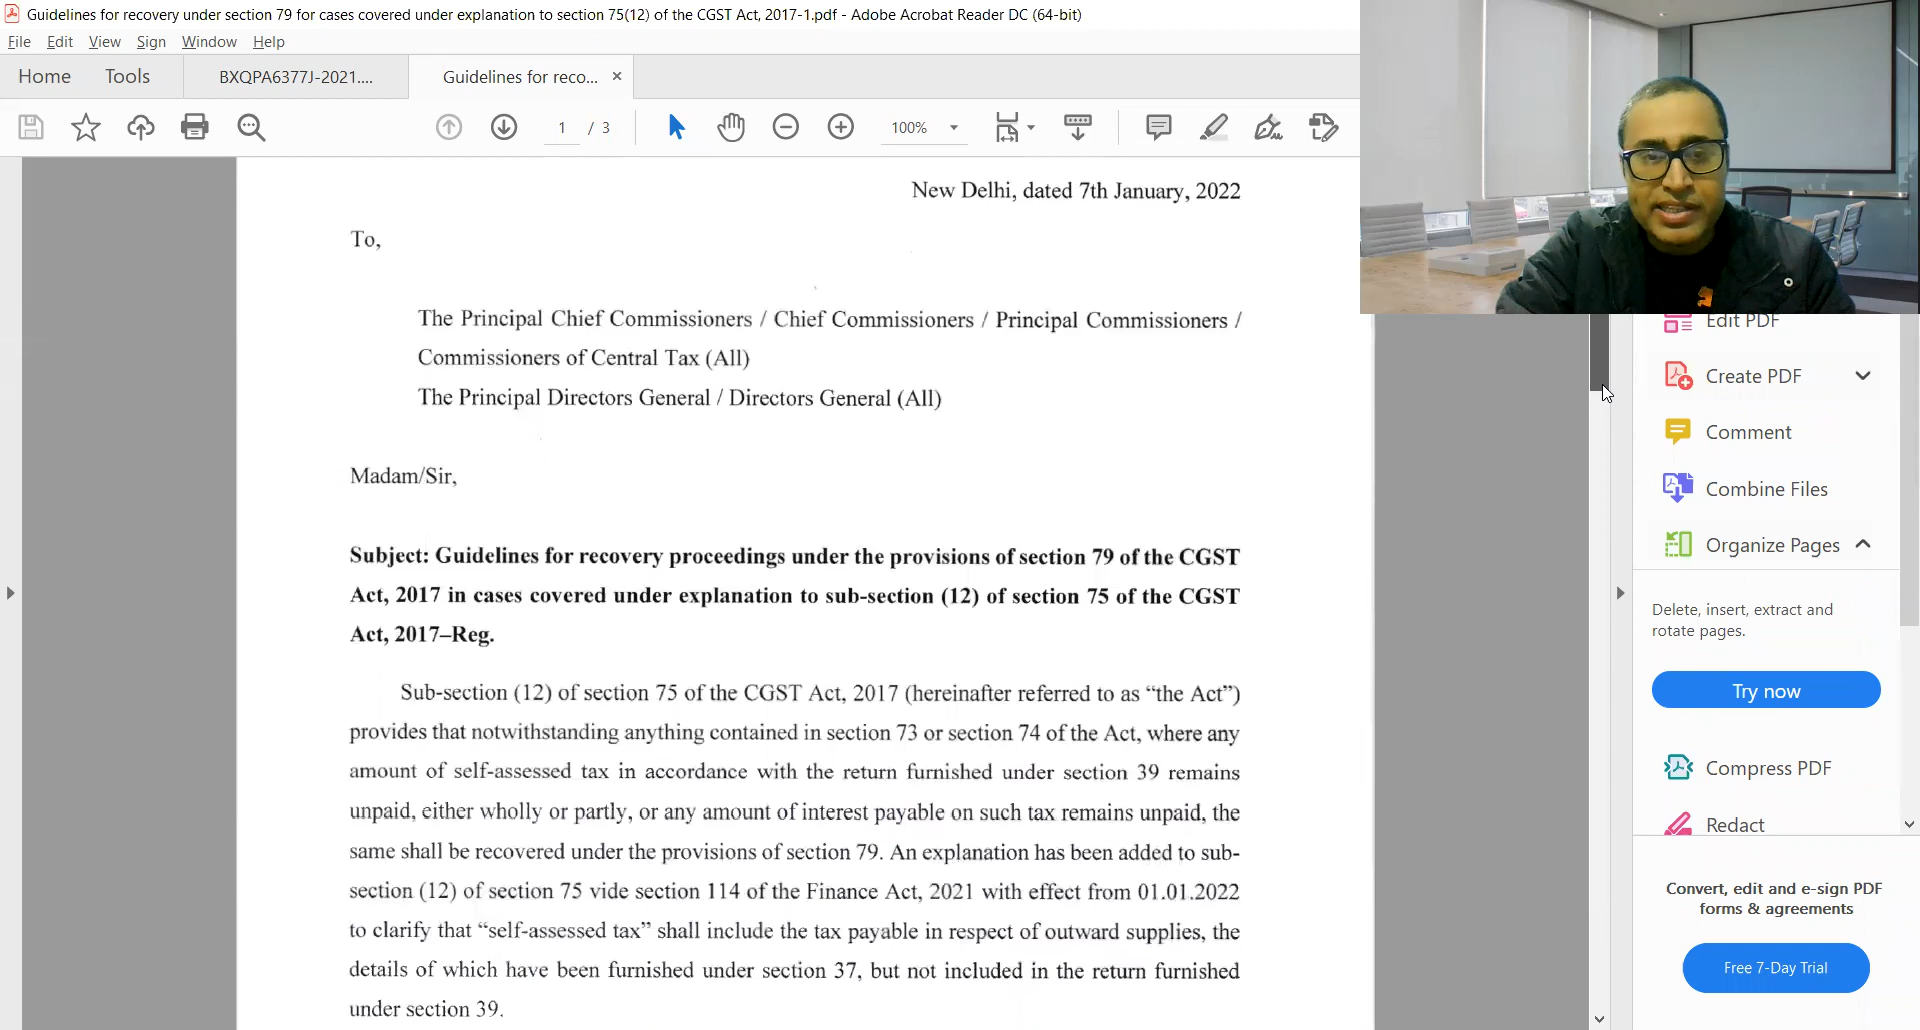 Guidelines for recovery under section 79 for cases covered under explanation to section 75(12) of the CGST Act, 2017-1.pdf - Adobe Acrobat Reader DC (64-bit)
File Edit View Sign Window Help
Home Tools BXQPA6377J-2021.... Guidelines for reco... ×
1 / 3 100%
New Delhi, dated 7th January, 2022
To,
The Principal Chief Commissioners / Chief Commissioners / Principal Commissioners /
Commissioners of Central Tax (All)
The Principal Directors General / Directors General (All)
Madam/Sir,
Subject: Guidelines for recovery proceedings under the provisions of section 79 of the CGST
Act, 2017 in cases covered under explanation to sub-section (12) of section 75 of the CGST
Act, 2017–Reg.
Sub-section (12) of section 75 of the CGST Act, 2017 (hereinafter referred to as “the Act”)
provides that notwithstanding anything contained in section 73 or section 74 of the Act, where any
amount of self-assessed tax in accordance with the return furnished under section 39 remains
unpaid, either wholly or partly, or any amount of interest payable on such tax remains unpaid, the
same shall be recovered under the provisions of section 79. An explanation has been added to sub-
section (12) of section 75 vide section 114 of the Finance Act, 2021 with effect from 01.01.2022
to clarify that “self-assessed tax” shall include the tax payable in respect of outward supplies, the
details of which have been furnished under section 37, but not included in the return furnished
under section 39.
Edit PDF
Create PDF
Comment
Combine Files
Organize Pages
Delete, insert, extract and
rotate pages.
Try now
Compress PDF
Redact
Convert, edit and e-sign PDF
forms & agreements
Free 7-Day Trial